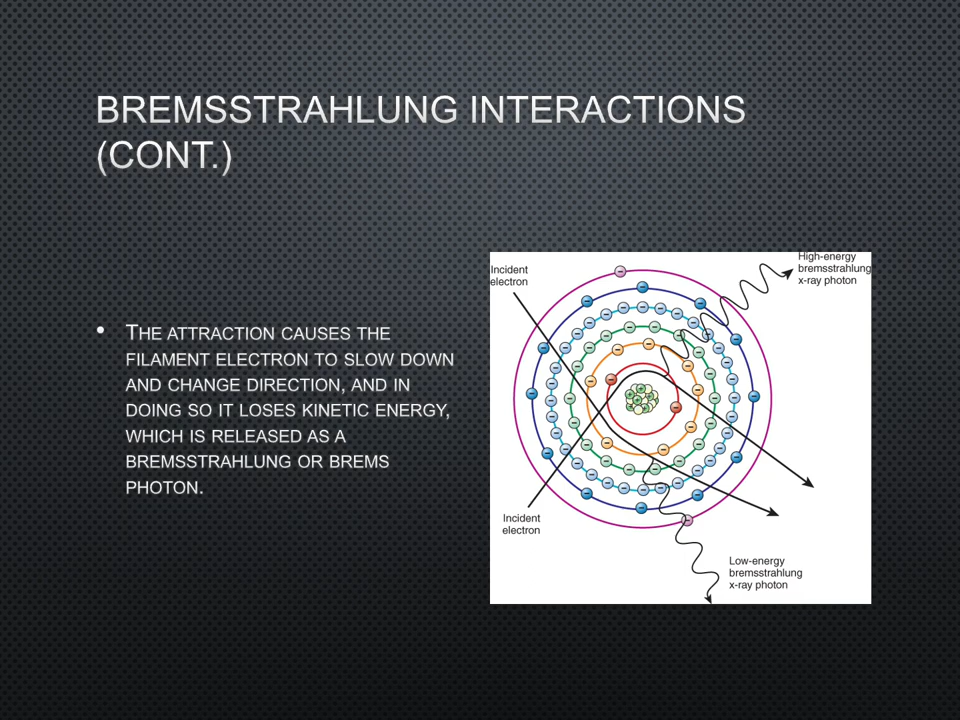 BREMSSTRAHLUNG INTERACTIONS
(CONT.)
• THE ATTRACTION CAUSES THE
FILAMENT ELECTRON TO SLOW DOWN
AND CHANGE DIRECTION, AND IN
DOING SO IT LOSES KINETIC ENERGY,
WHICH IS RELEASED AS A
BREMSSTRAHLUNG OR BREMS
PHOTON.
Incident
electron
High-energy
bremsstrahlung
x-ray photon
Incident
electron
Low-energy
bremsstrahlung
x-ray photon